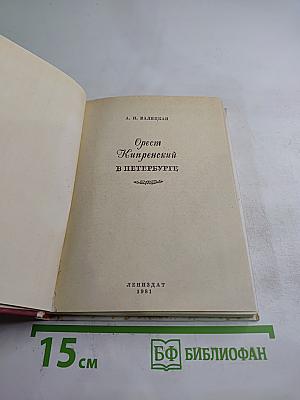 А. П. ВАЛИЦКАЯ
Орест
Кипренский
В ПЕТЕРБУРГЕ
ЛЕНИЗДАТ
1981
15 см
БФ БИБЛИОФАН